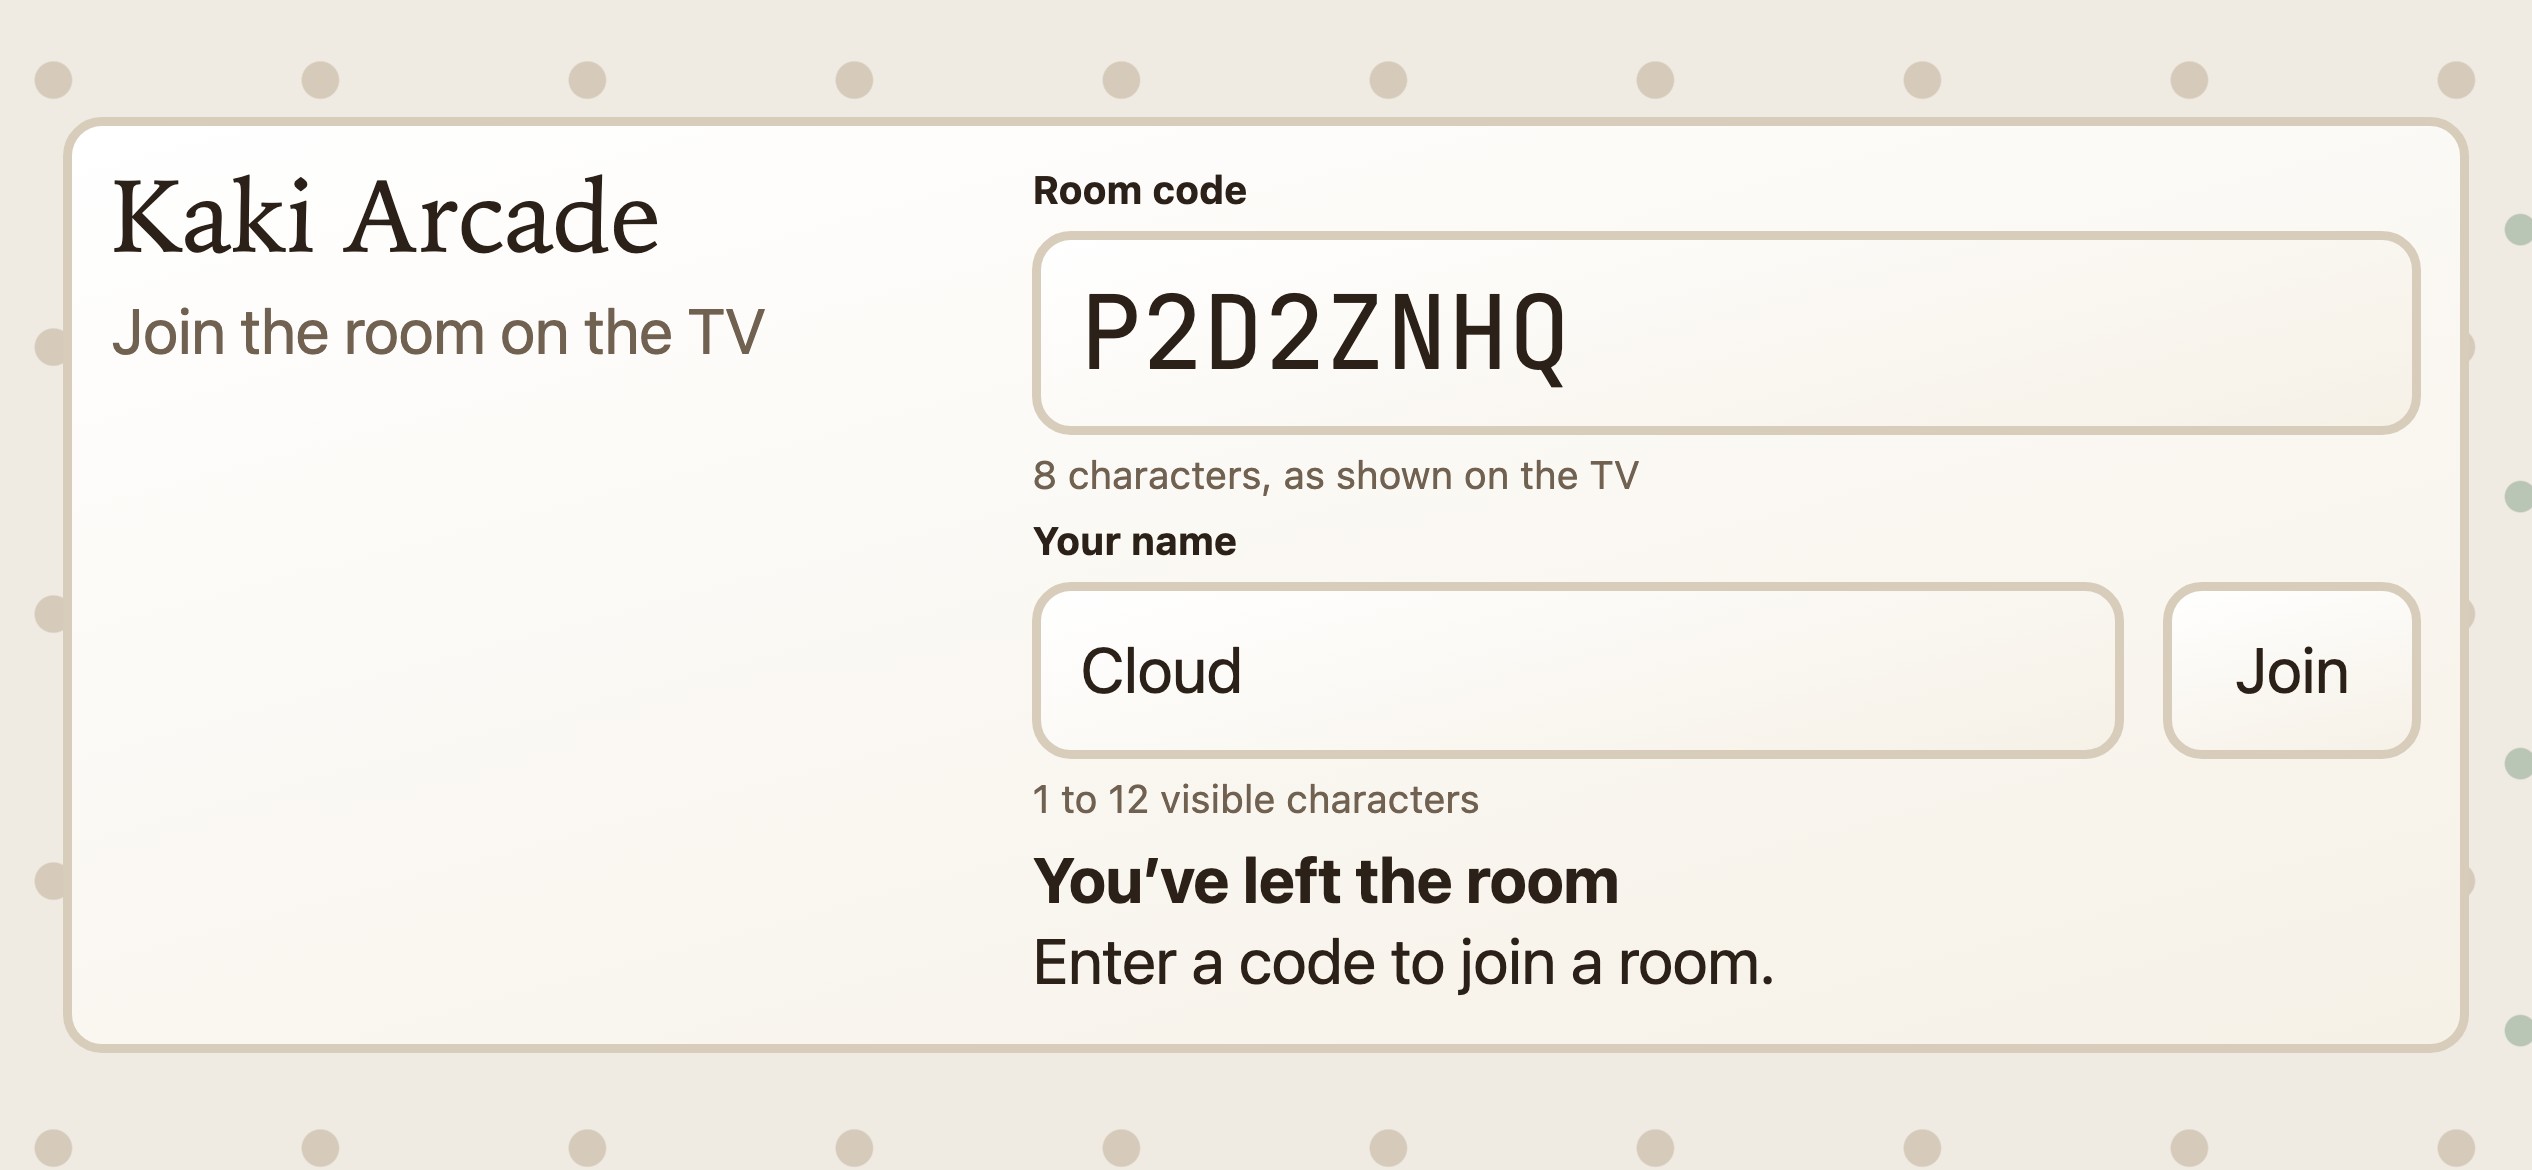 Kaki Arcade
Join the room on the TV
Room code
P2D2ZNHQ
8 characters, as shown on the TV
Your name
Cloud
Join
1 to 12 visible characters
You’ve left the room
Enter a code to join a room.